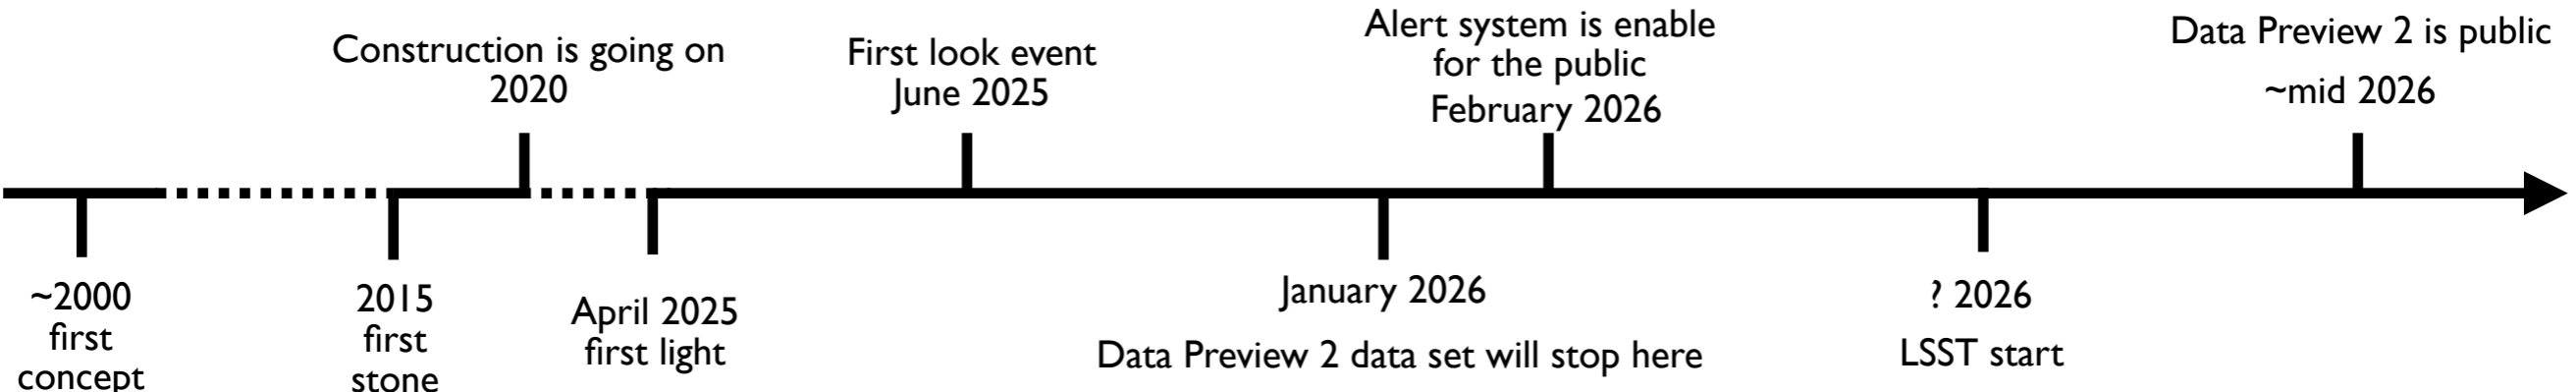 Construction is going on
2020
First look event
June 2025
Alert system is enable
for the public
February 2026
Data Preview 2 is public
~mid 2026
~2000
first
concept
2015
first
stone
April 2025
first light
January 2026
Data Preview 2 data set will stop here
? 2026
LSST start